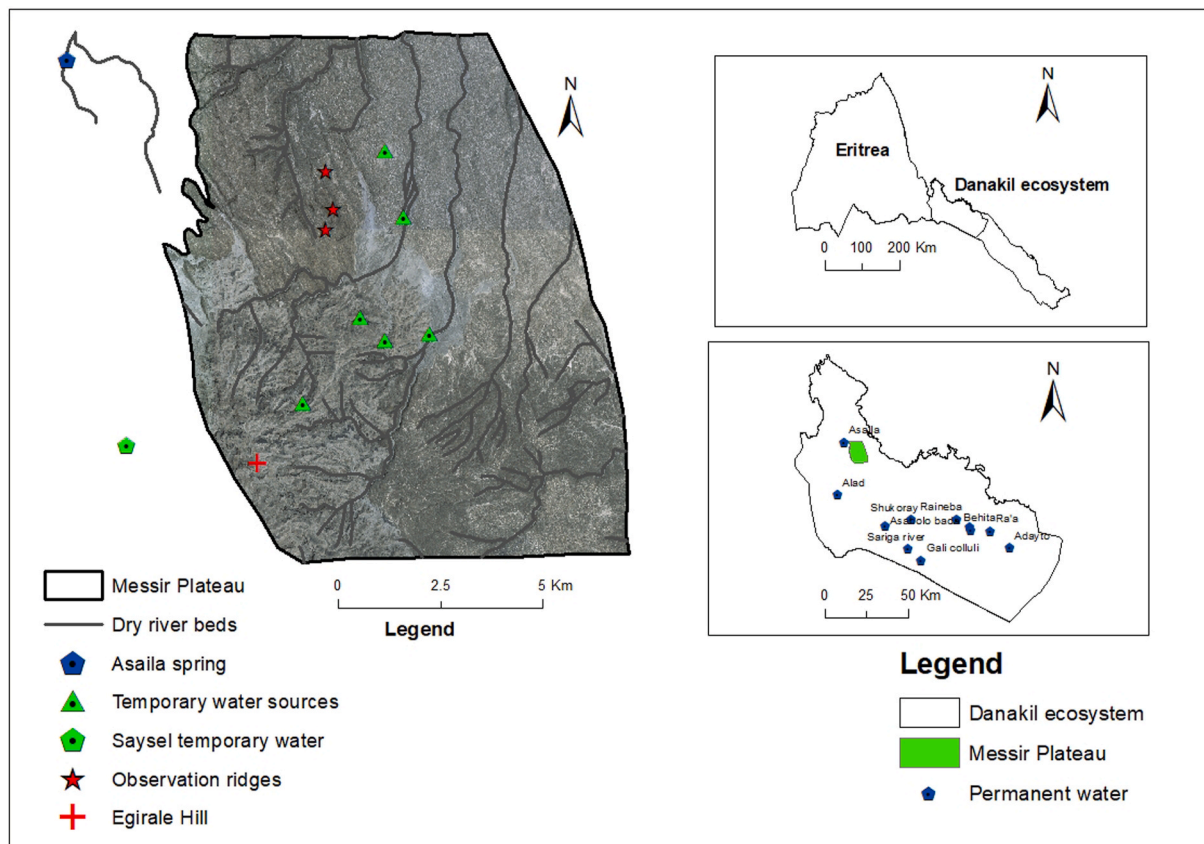 N
0 2.5 5 Km
Legend
Messir Plateau
Dry river beds
Asaila spring
Temporary water sources
Saysel temporary water
Observation ridges
Egirale Hill
N
Eritrea
Danakil ecosystem
0 100 200 Km
N
Asaila
Alad
Shukoray Raineba
Asabolo bada Behita Ra'a
Sariga river Adayto
Gali colluli
0 25 50 Km
Legend
Danakil ecosystem
Messir Plateau
Permanent water